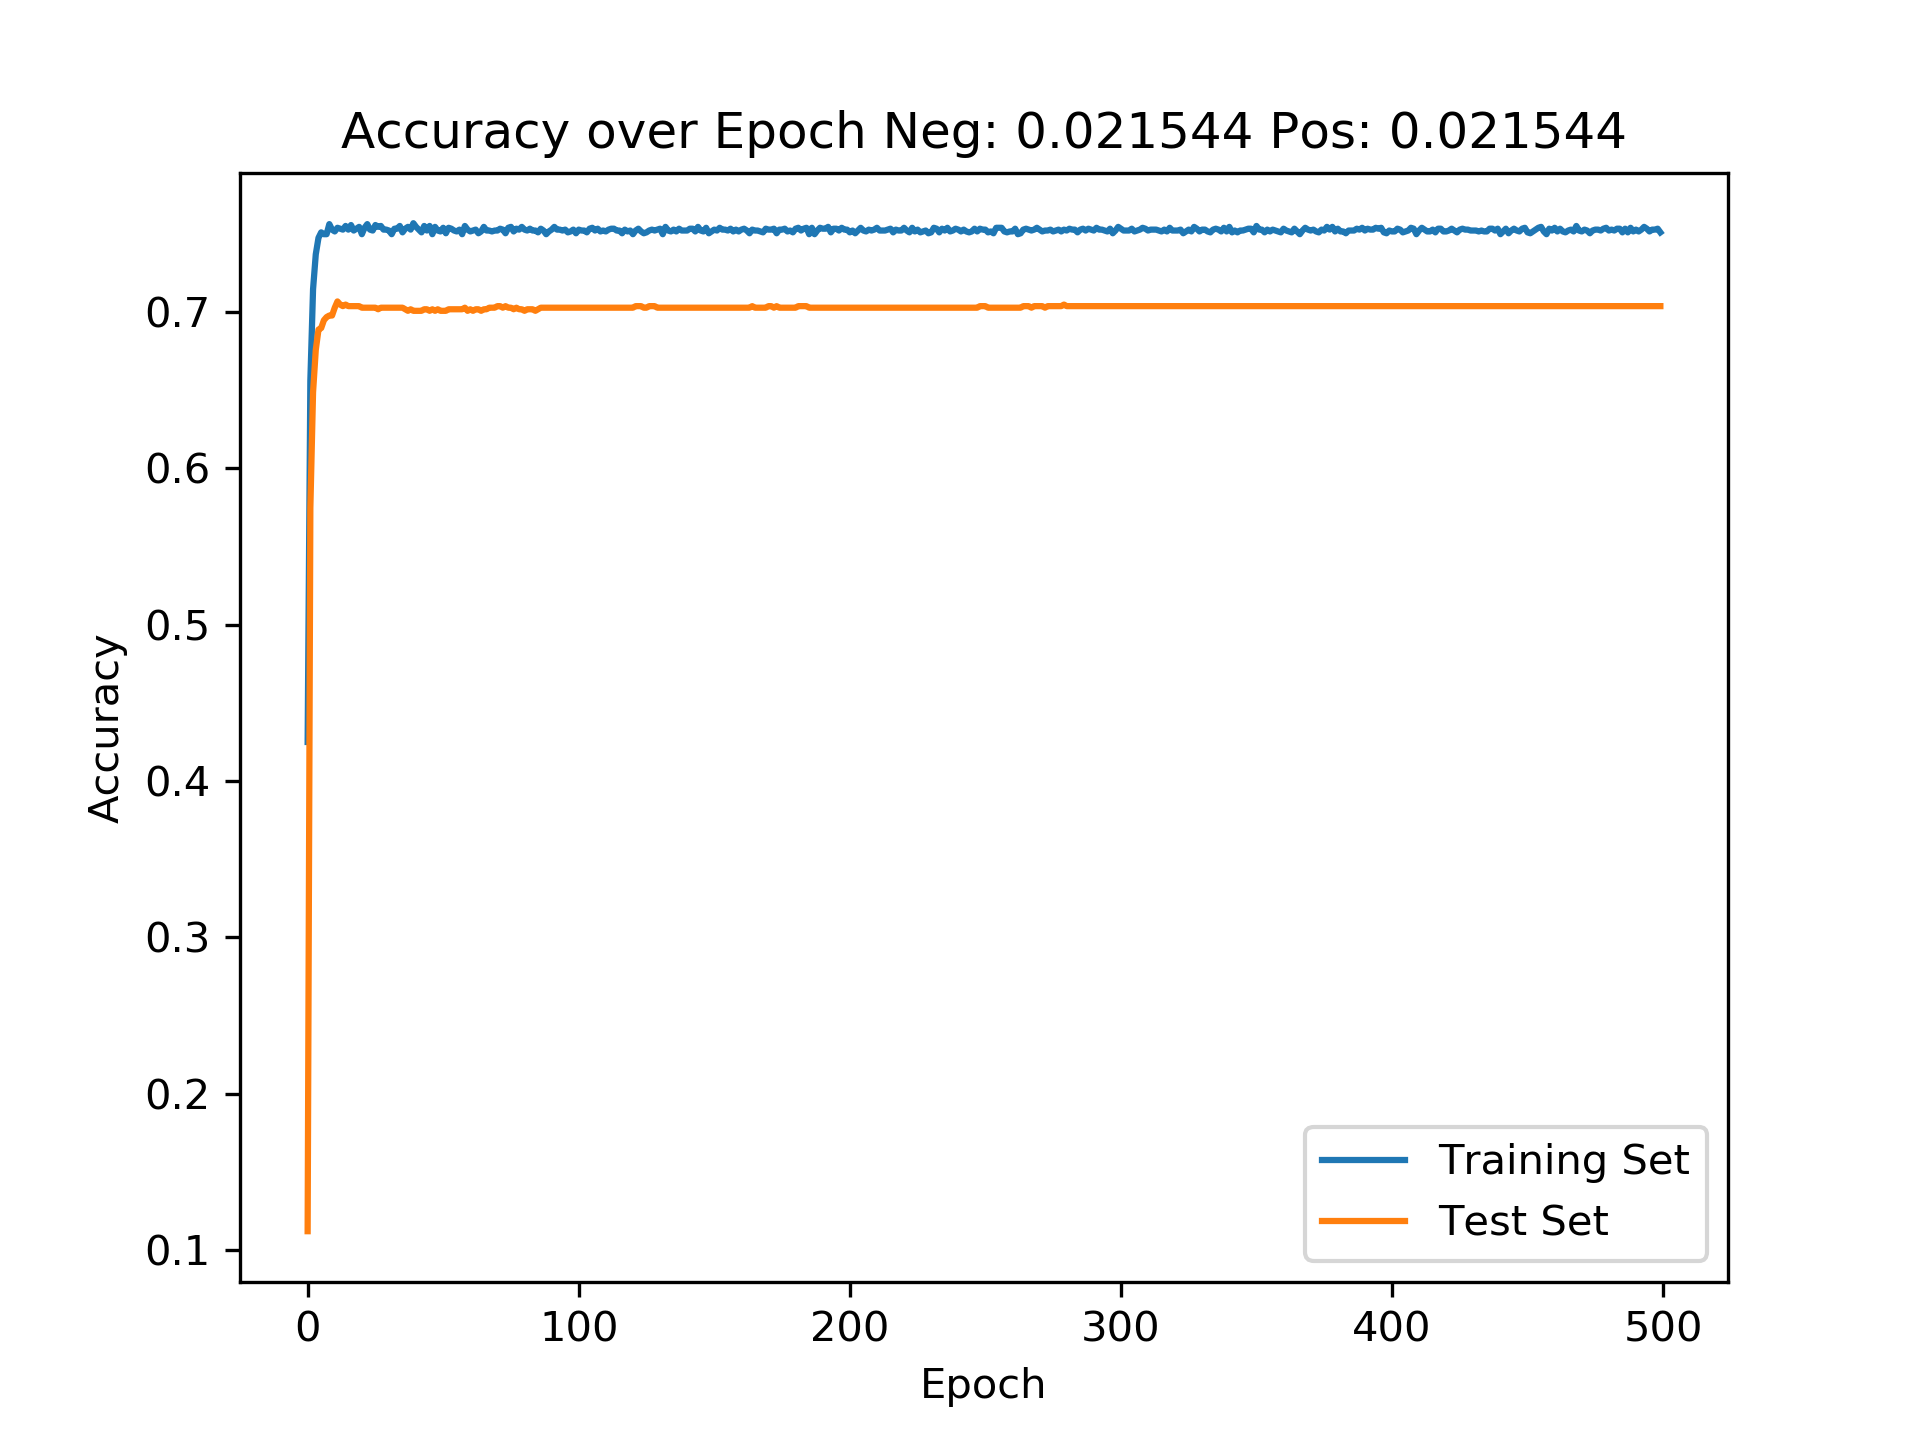 Accuracy over Epoch Neg: 0.021544 Pos: 0.021544
Accuracy
0.7
0.6
0.5
0.4
0.3
0.2
0.1
Training Set
Test Set
0 100 200 300 400 500
Epoch